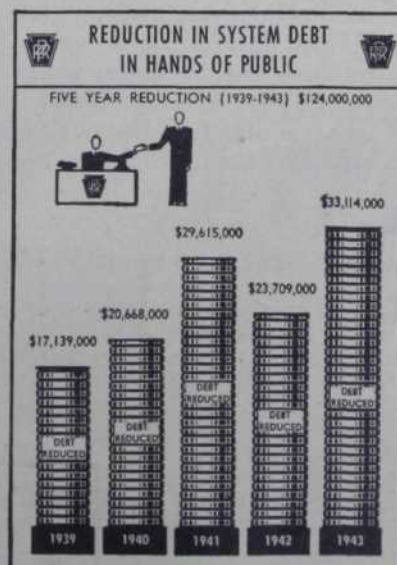 REDUCTION IN SYSTEM DEBT
IN HANDS OF PUBLIC
FIVE YEAR REDUCTION (1939-1943) $124,000,000
$33,114,000
$29,615,000
$23,709,000
$20,668,000
$17,139,000
DEBT
REDUCED
DEBT
REDUCED
DEBT
REDUCED
DEBT
REDUCED
DEBT
REDUCED
1939 1940 1941 1942 1943